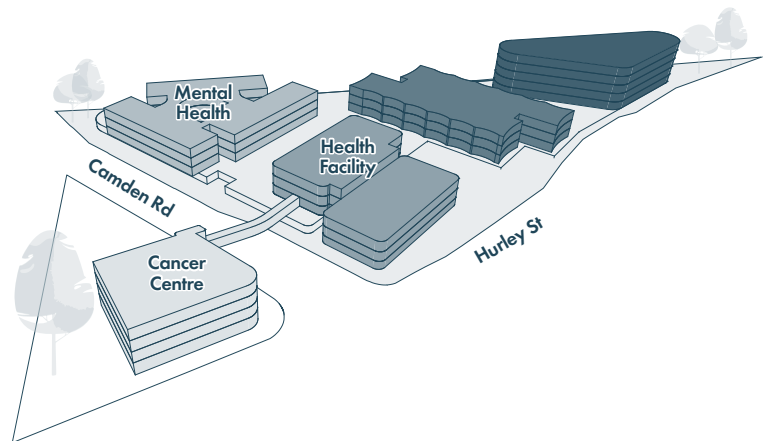 Mental
Health
Health
Facility
Camden Rd
Hurley St
Cancer
Centre